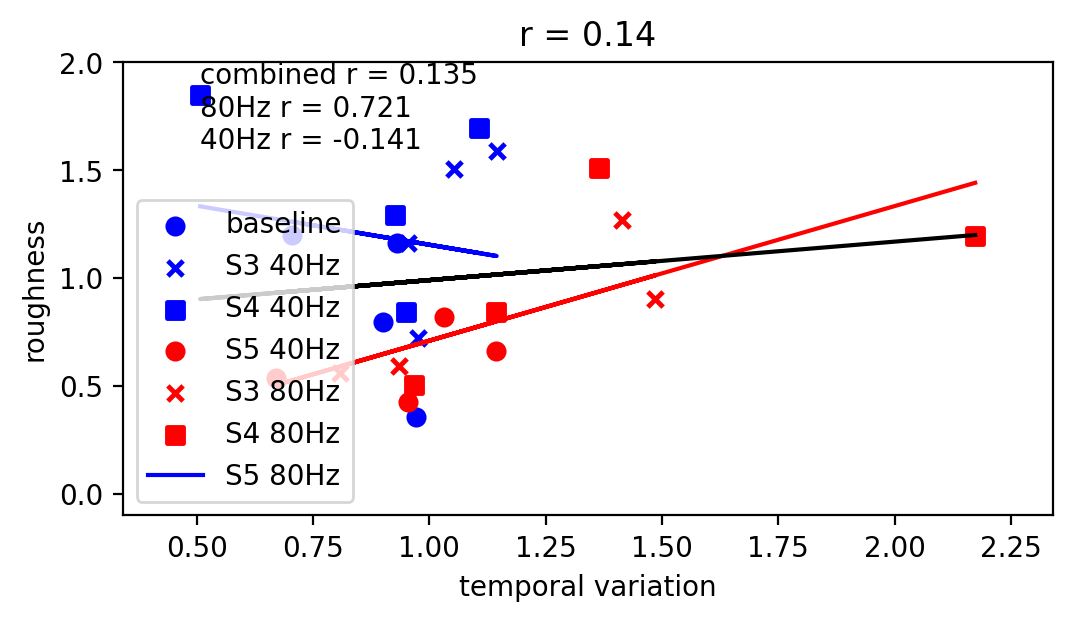 r = 0.14
combined r = 0.135
80Hz r = 0.721
40Hz r = -0.141
baseline
S3 40Hz
S4 40Hz
S5 40Hz
S3 80Hz
S4 80Hz
S5 80Hz
2.0
1.5
1.0
0.5
0.0
roughness
0.50 0.75 1.00 1.25 1.50 1.75 2.00 2.25
temporal variation